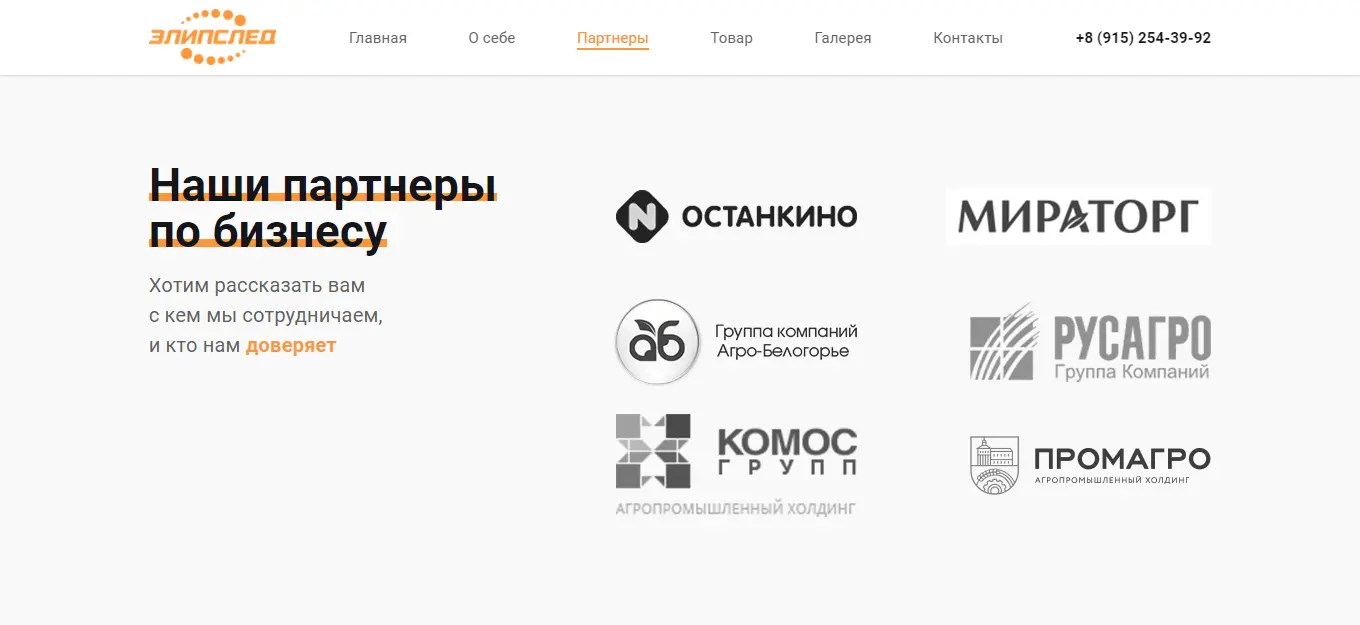 ЭЛИПСЛЕД
Главная
О себе
Партнеры
Товар
Галерея
Контакты
+8 (915) 254-39-92
Наши партнеры
по бизнесу
Хотим рассказать вам
с кем мы сотрудничаем,
и кто нам доверяет
N ОСТАНКИНО
МИРАТОРГ
аб
Группа компаний
Агро-Белогорье
РУСАГРО
Группа Компаний
КОМОС
ГРУПП
АГРОПРОМЫШЛЕННЫЙ ХОЛДИНГ
ПРОМАГРО
АГРОПРОМЫШЛЕННЫЙ ХОЛДИНГ